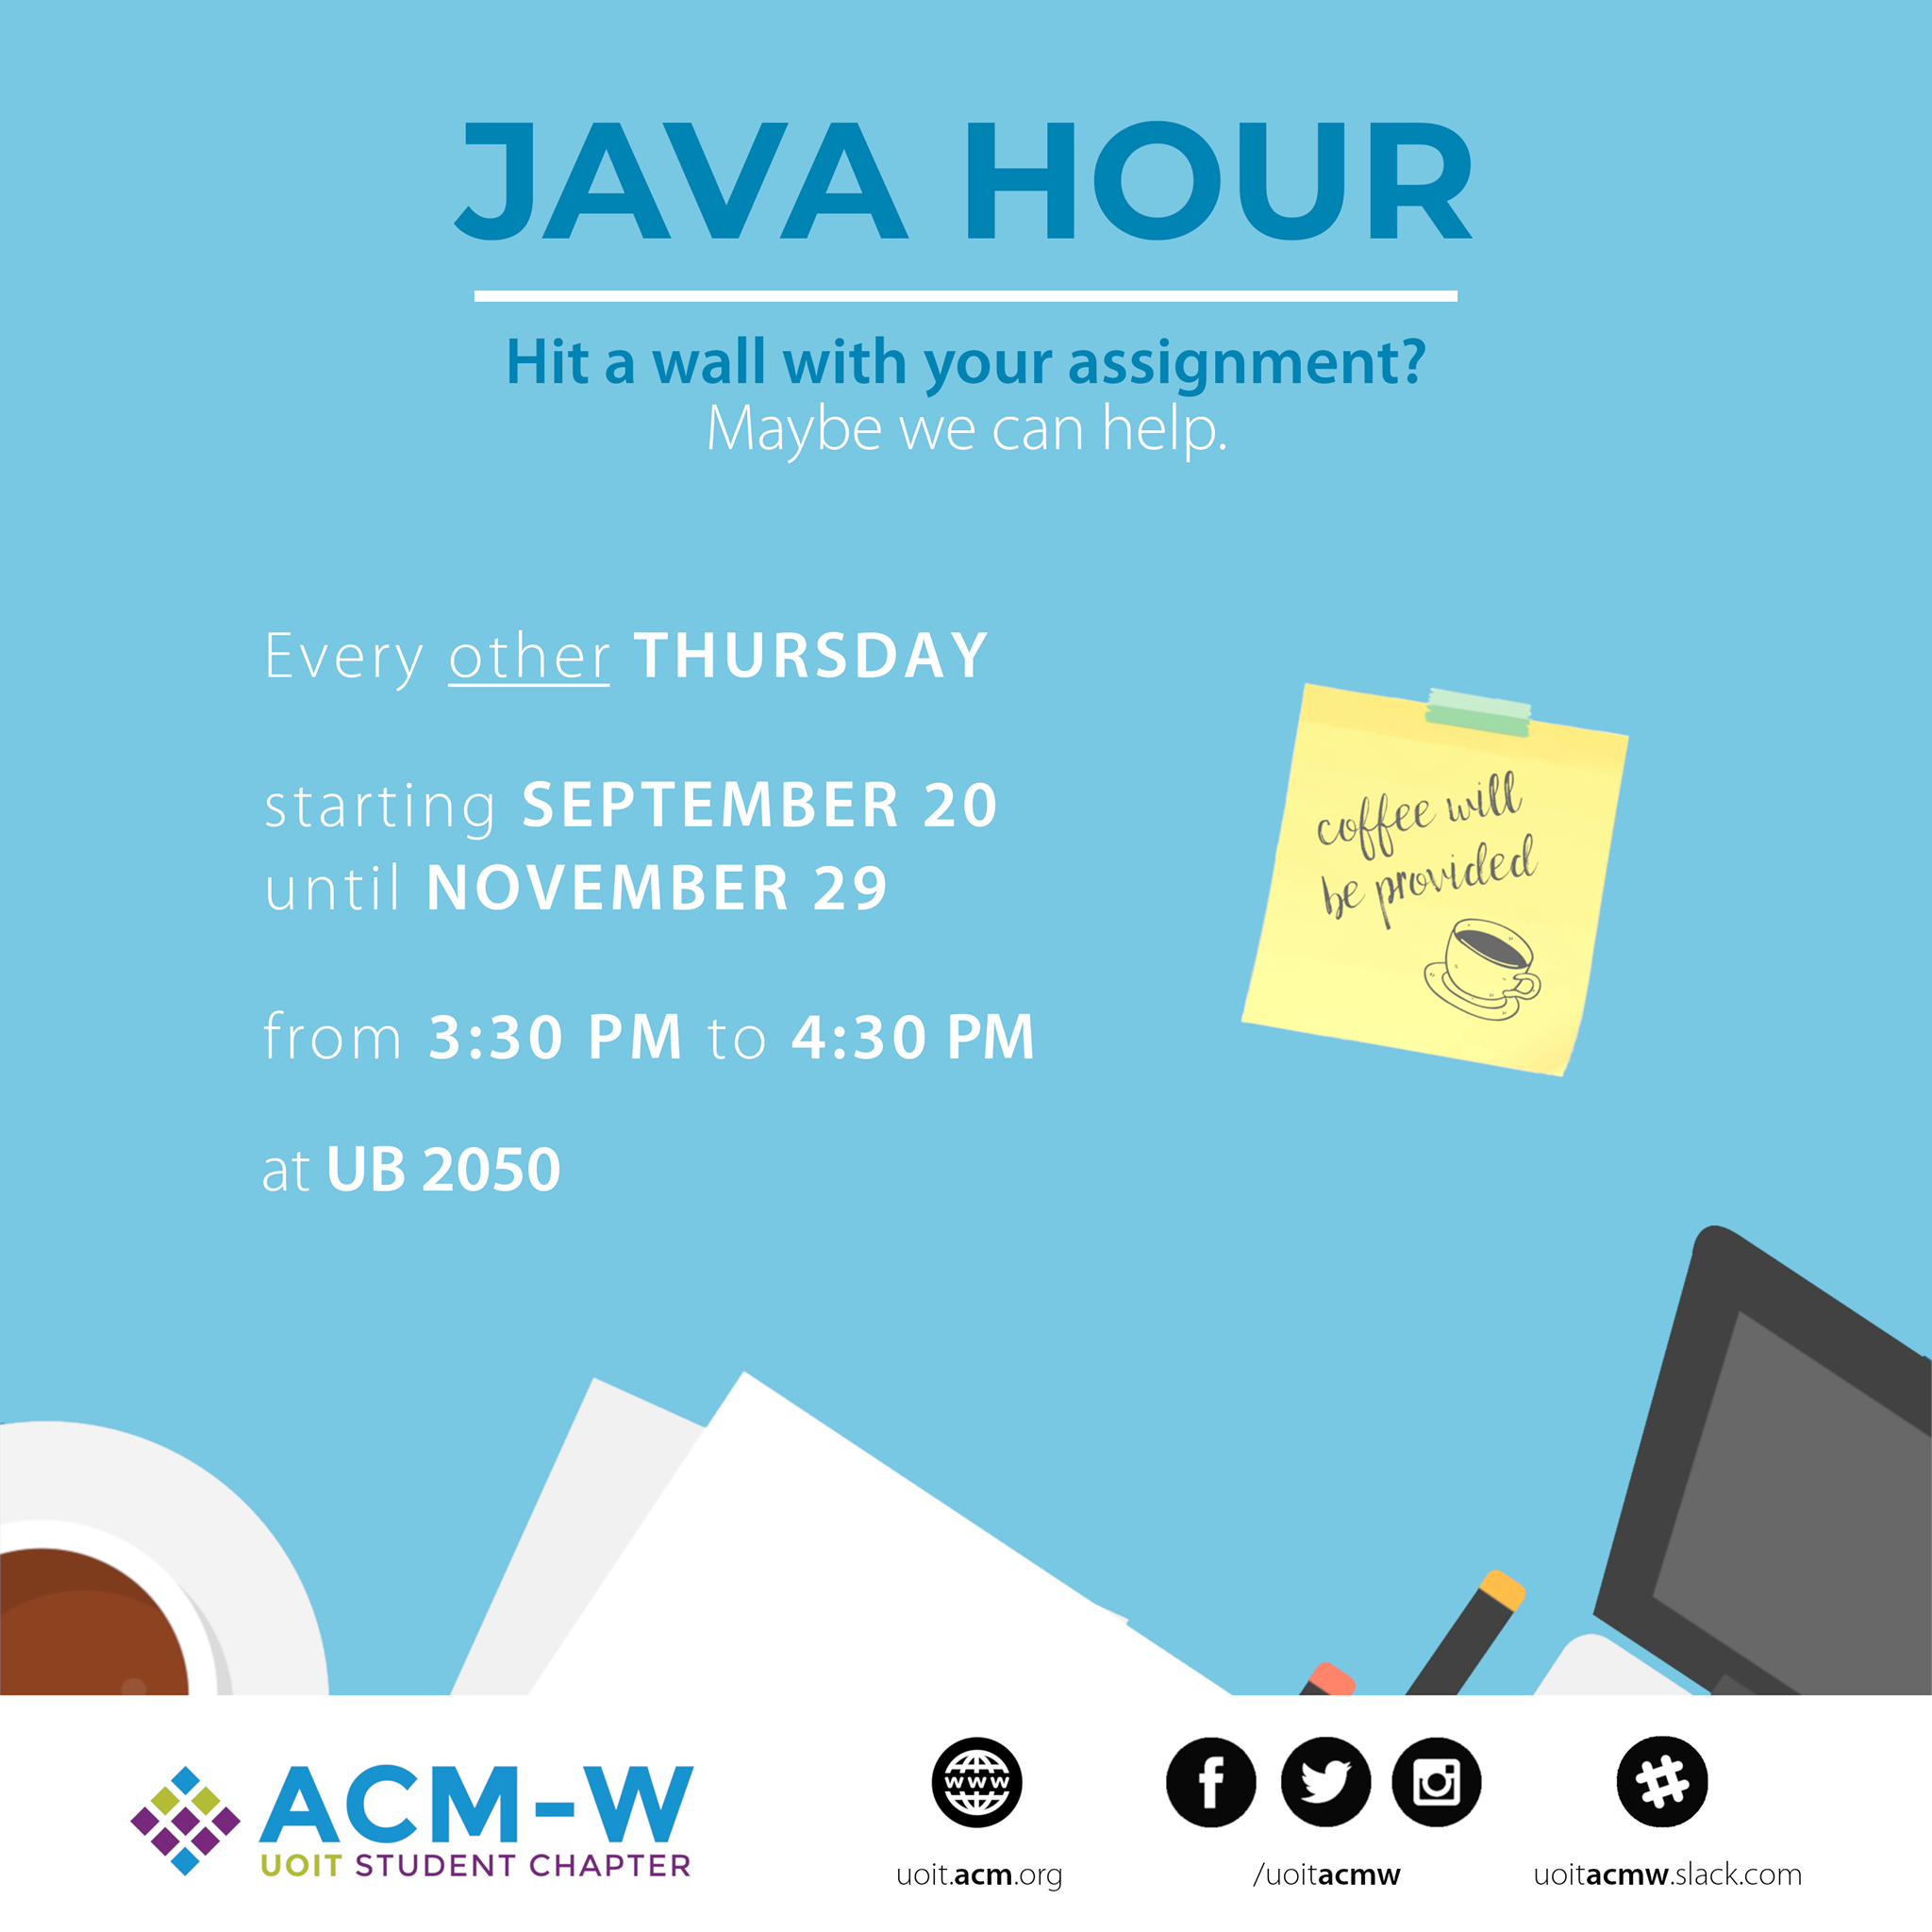 JAVA HOUR
Hit a wall with your assignment?
Maybe we can help.
Every other THURSDAY
starting SEPTEMBER 20
until NOVEMBER 29
from 3:30 PM to 4:30 PM
at UB 2050
coffee will
be provided
ACM-W
UOIT STUDENT CHAPTER
www
uoit.acm.org
/uoitacmw
uoitacmw.slack.com